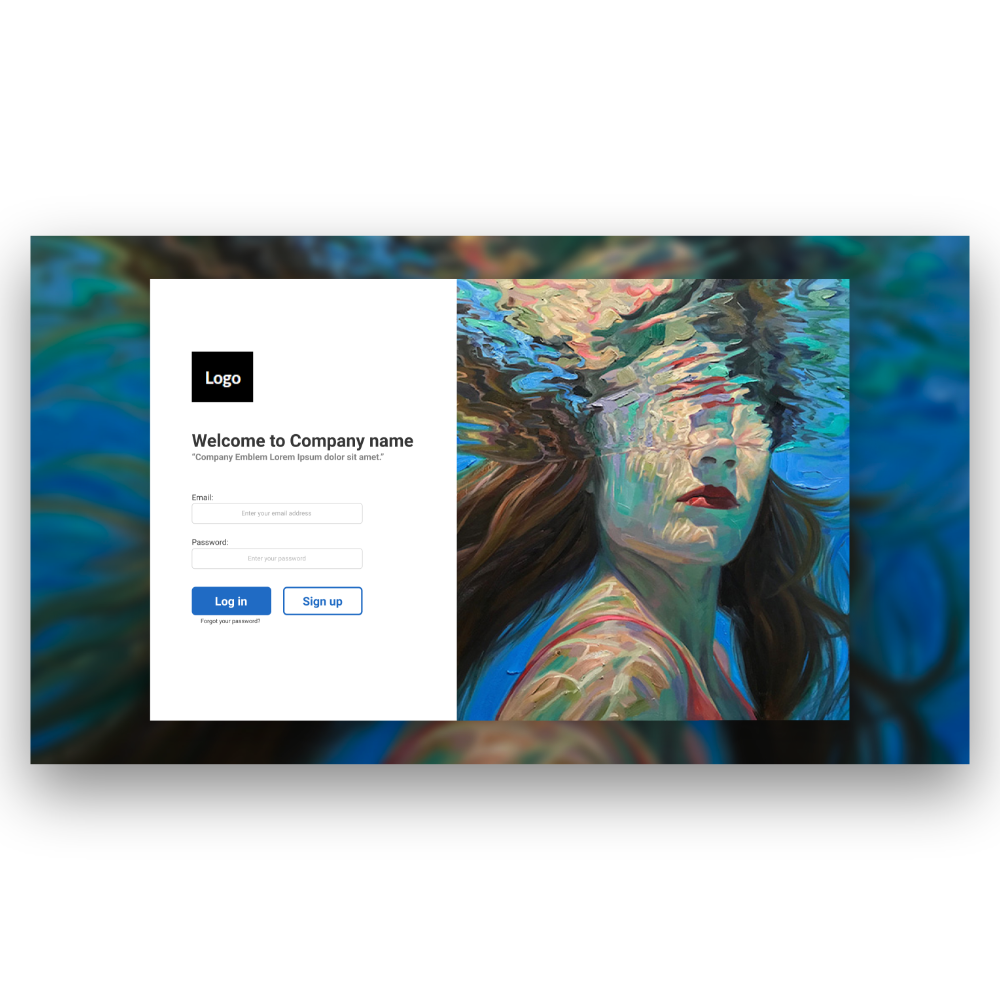 Logo
Welcome to Company name
“Company Emblem Lorem Ipsum dolor sit amet.”
Email:
Enter your email address
Password:
Enter your password
Log in
Sign up
Forgot your password?